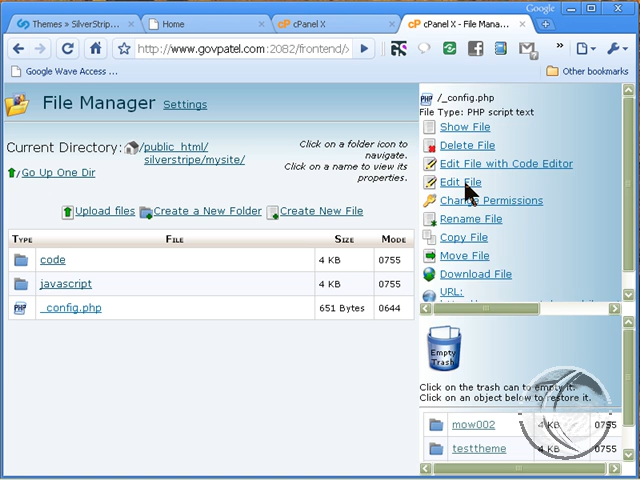 Google
Themes » SilverStrip...
Home
cPanel X
cPanel X - File Mana...
http://www.govpatel.com:2082/frontend/
Google Wave Access ...
Other bookmarks
File Manager Settings
Current Directory: /public_html/
silverstripe/mysite/
Go Up One Dir
Click on a folder icon to
navigate.
Click on a name to view its
properties.
Upload files Create a New Folder Create New File
TYPE FILE SIZE MODE
code 4 KB 0755
javascript 4 KB 0755
PHP _config.php 651 Bytes 0644
PHP /_config.php
File Type: PHP script text
Show File
Delete File
Edit File with Code Editor
Edit File
Change Permissions
Rename File
Copy File
Move File
Download File
URL:
Empty
Trash
Click on the trash can to empty it.
Click on an object below to restore it.
mow002 4 KB 0755
testtheme 4 KB 0755